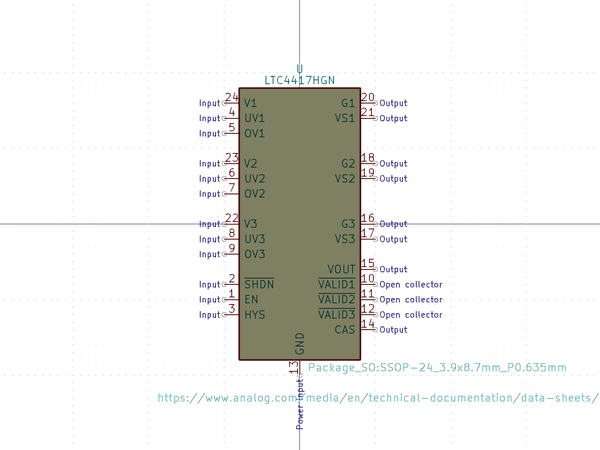 U
LTC4417HGN
Input 24 V1 G1 20 Output
Input 4 UV1 VS1 21 Output
Input 5 OV1
Input 23 V2 G2 18 Output
Input 6 UV2 VS2 19 Output
Input 7 OV2
Input 22 V3 G3 16 Output
Input 8 UV3 VS3 17 Output
Input 9 OV3
VOUT 15 Output
Input 2 SHDN VALID1 10 Open collector
Input 1 EN VALID2 11 Open collector
Input 3 HYS VALID3 12 Open collector
CAS 14 Output
GND
13
Package_SO:SSOP-24_3.9x8.7mm_P0.635mm
Power input
https://www.analog.com/media/en/technical-documentation/data-sheets/